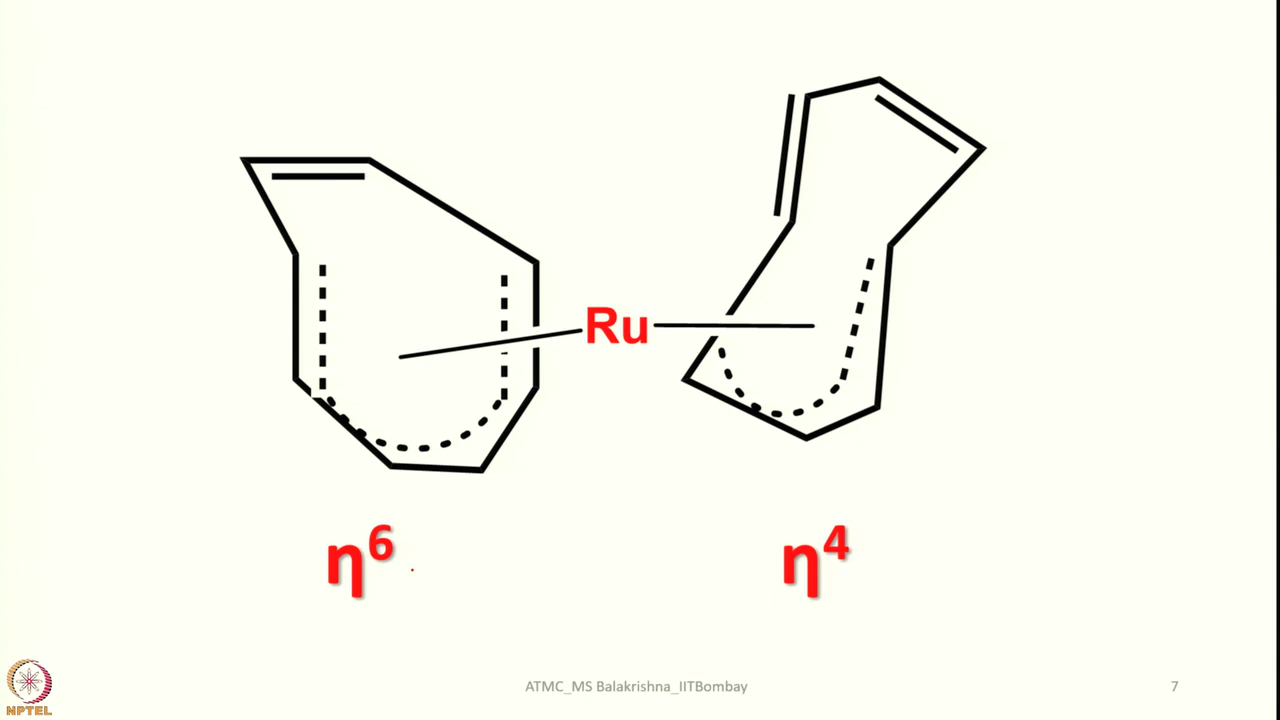 Ru
η⁶
η⁴
NPTEL
ATMC_MS Balakrishna_IITBombay
7